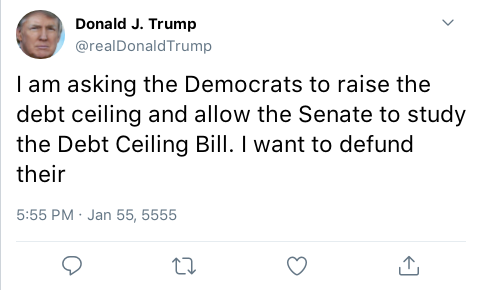 Donald J. Trump
@realDonaldTrump
I am asking the Democrats to raise the
debt ceiling and allow the Senate to study
the Debt Ceiling Bill. I want to defund
their
5:55 PM · Jan 55, 5555